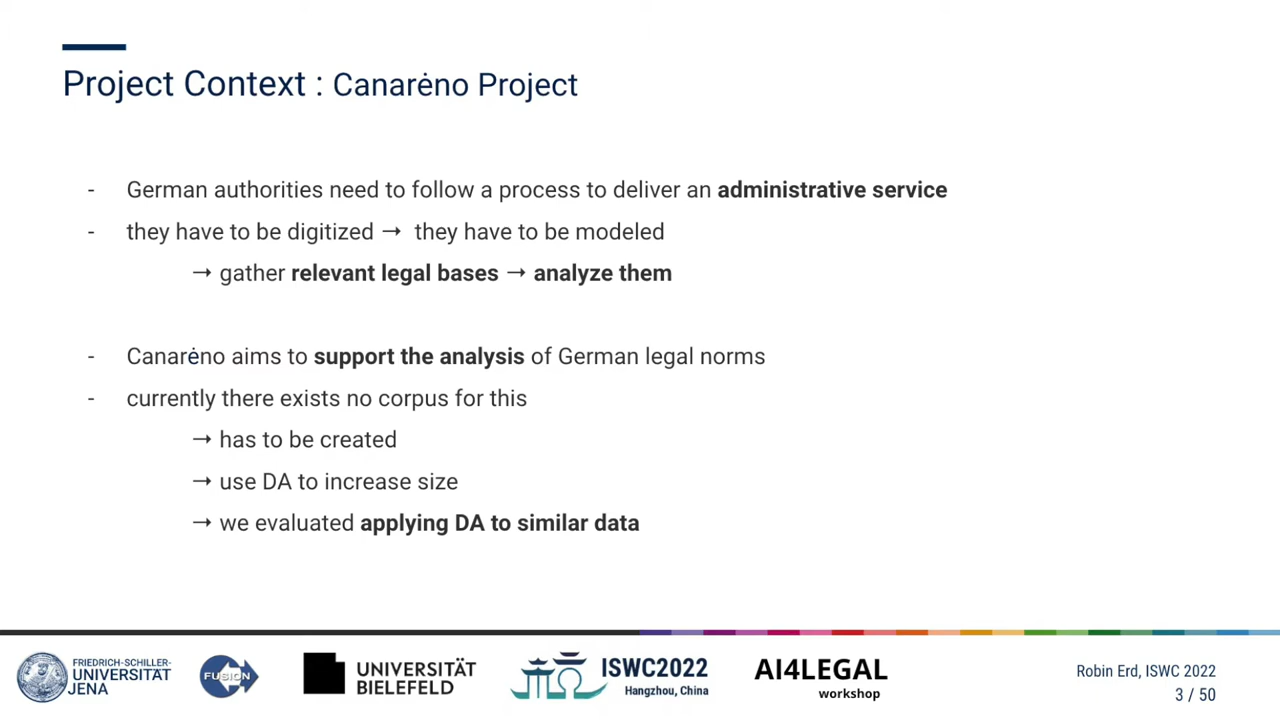 Project Context : Canarėno Project
- German authorities need to follow a process to deliver an administrative service
- they have to be digitized → they have to be modeled
→ gather relevant legal bases → analyze them
- Canarėno aims to support the analysis of German legal norms
- currently there exists no corpus for this
→ has to be created
→ use DA to increase size
→ we evaluated applying DA to similar data
FRIEDRICH-SCHILLER-
UNIVERSITÄT
JENA
FUSION
UNIVERSITÄT
BIELEFELD
ISWC2022
Hangzhou, China
AI4LEGAL
workshop
Robin Erd, ISWC 2022
3 / 50